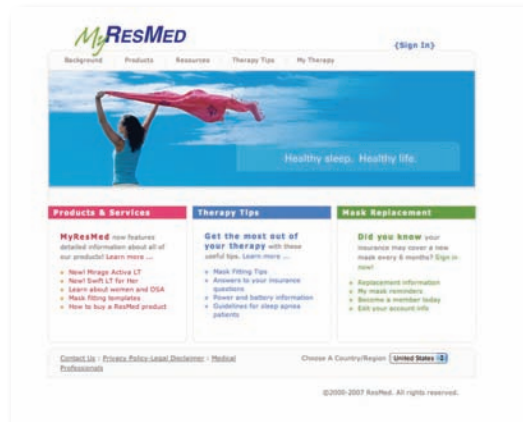 MyResMed
{Sign In}
Background Products Resources Therapy Tips My Therapy
Healthy sleep. Healthy life.
Products & Services
MyResMed now features
detailed information about all of
our products! Learn more ...
New! Mirage Activa LT
New! Swift LT for Her
Learn about women and OSA
Mask fitting templates
How to buy a ResMed product
Therapy Tips
Get the most out of
your therapy with these
useful tips. Learn more ...
Mask Fitting Tips
Answers to your insurance
questions
Power and battery information
Guidelines for sleep apnea
patients
Mask Replacement
Did you know your
insurance may cover a new
mask every 6 months? Sign in
now!
Replacement information
My mask reminders
Become a member today
Edit your account info
Contact Us | Privacy Policy-Legal Disclaimer | Medical
Professionals
Choose A Country/Region United States
©2000-2007 ResMed. All rights reserved.